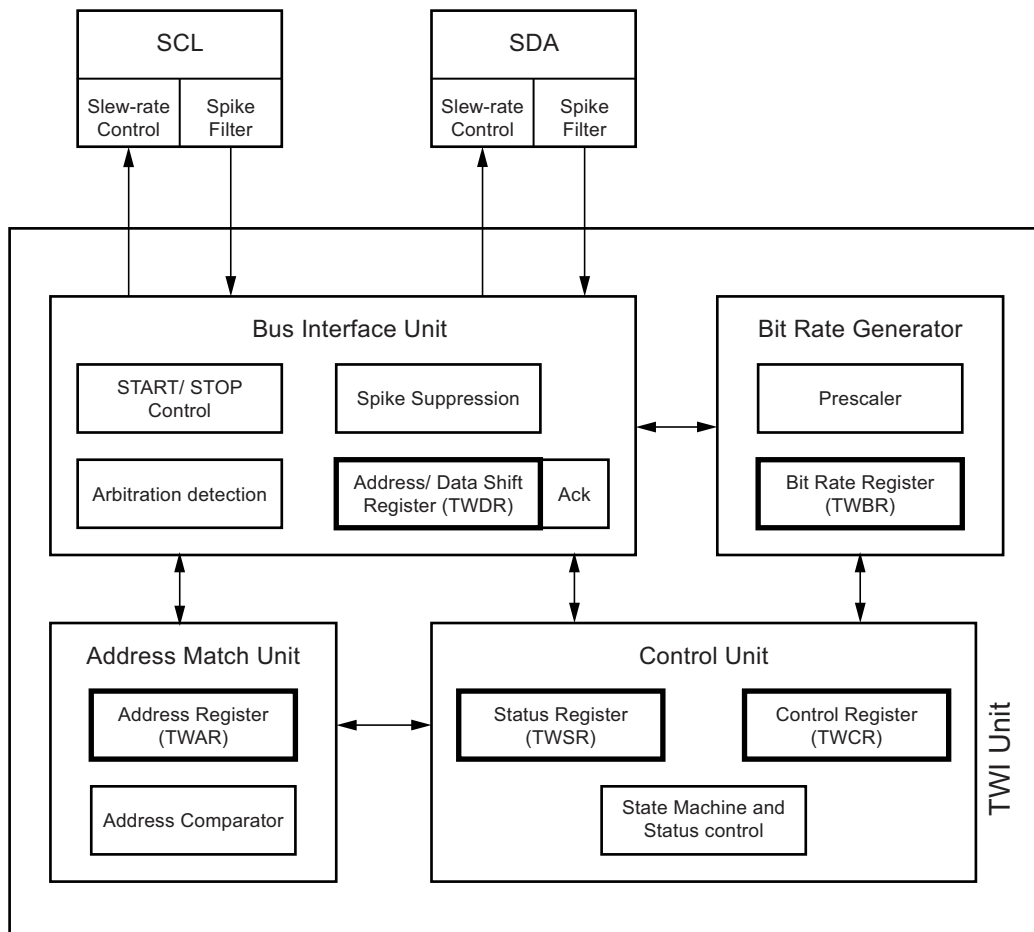 SCL
SDA
Slew-rate
Control
Spike
Filter
Slew-rate
Control
Spike
Filter
Bus Interface Unit
START/ STOP
Control
Spike Suppression
Arbitration detection
Address/ Data Shift
Register (TWDR)
Ack
Bit Rate Generator
Prescaler
Bit Rate Register
(TWBR)
Address Match Unit
Address Register
(TWAR)
Address Comparator
Control Unit
Status Register
(TWSR)
Control Register
(TWCR)
State Machine and
Status control
TWI Unit